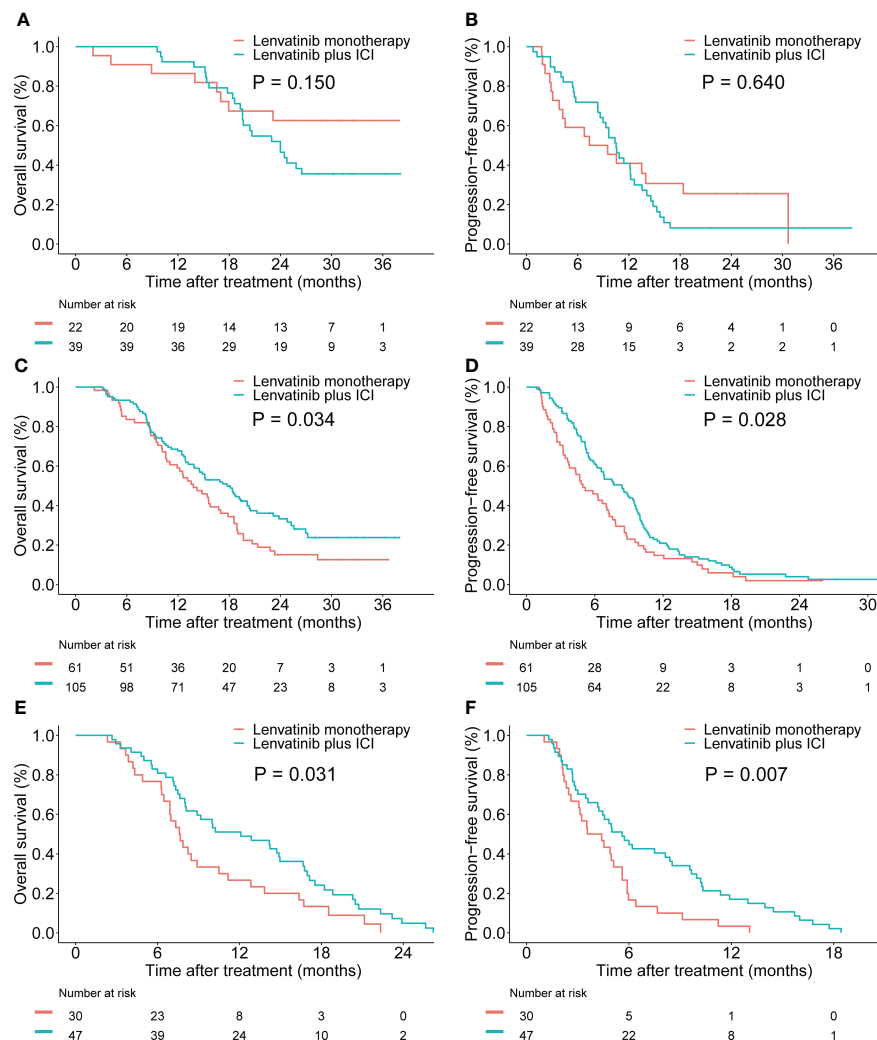 A
Overall survival (%)
1.0
0.8
0.6
0.4
0.2
0.0
Lenvatinib monotherapy
Lenvatinib plus ICI
P = 0.150
0 6 12 18 24 30 36
Time after treatment (months)
Number at risk
22 20 19 14 13 7 1
39 39 36 29 19 9 3
B
Progression−free survival (%)
1.0
0.8
0.6
0.4
0.2
0.0
Lenvatinib monotherapy
Lenvatinib plus ICI
P = 0.640
0 6 12 18 24 30 36
Time after treatment (months)
Number at risk
22 13 9 6 4 1 0
39 28 15 3 2 2 1
C
Overall survival (%)
1.0
0.8
0.6
0.4
0.2
0.0
Lenvatinib monotherapy
Lenvatinib plus ICI
P = 0.034
0 6 12 18 24 30 36
Time after treatment (months)
Number at risk
61 51 36 20 7 3 1
105 98 71 47 23 8 3
D
Progression−free survival (%)
1.0
0.8
0.6
0.4
0.2
0.0
Lenvatinib monotherapy
Lenvatinib plus ICI
P = 0.028
0 6 12 18 24 30
Time after treatment (months)
Number at risk
61 28 9 3 1 0
105 64 22 8 3 1
E
Overall survival (%)
1.0
0.8
0.6
0.4
0.2
0.0
Lenvatinib monotherapy
Lenvatinib plus ICI
P = 0.031
0 6 12 18 24
Time after treatment (months)
Number at risk
30 23 8 3 0
47 39 24 10 2
F
Progression−free survival (%)
1.0
0.8
0.6
0.4
0.2
0.0
Lenvatinib monotherapy
Lenvatinib plus ICI
P = 0.007
0 6 12 18
Time after treatment (months)
Number at risk
30 5 1 0
47 22 8 1